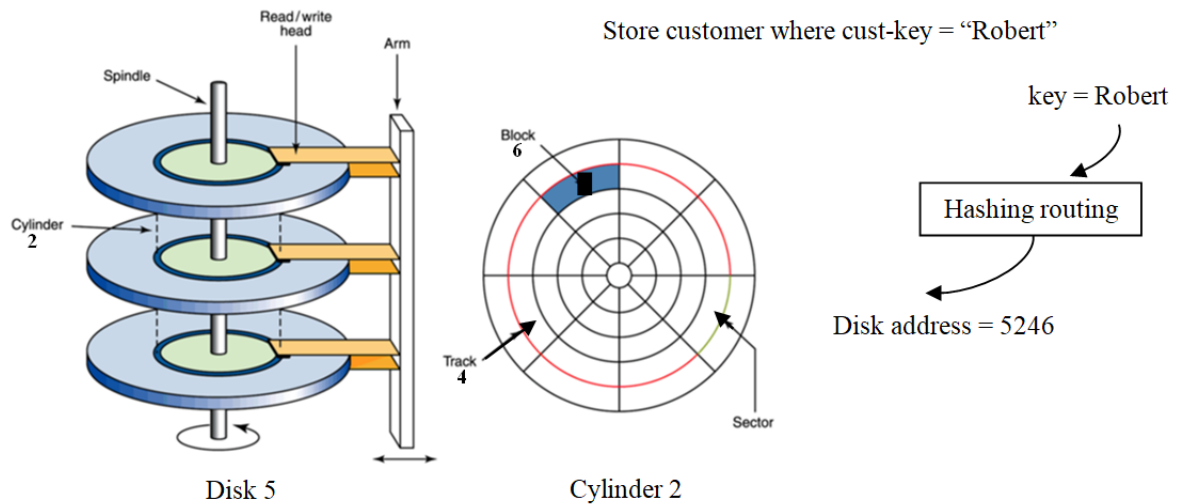 Read/write
head
Arm
Spindle
Cylinder
2
Disk 5
Block
6
Track
4
Sector
Cylinder 2
Store customer where cust-key = “Robert”
key = Robert
Hashing routing
Disk address = 5246